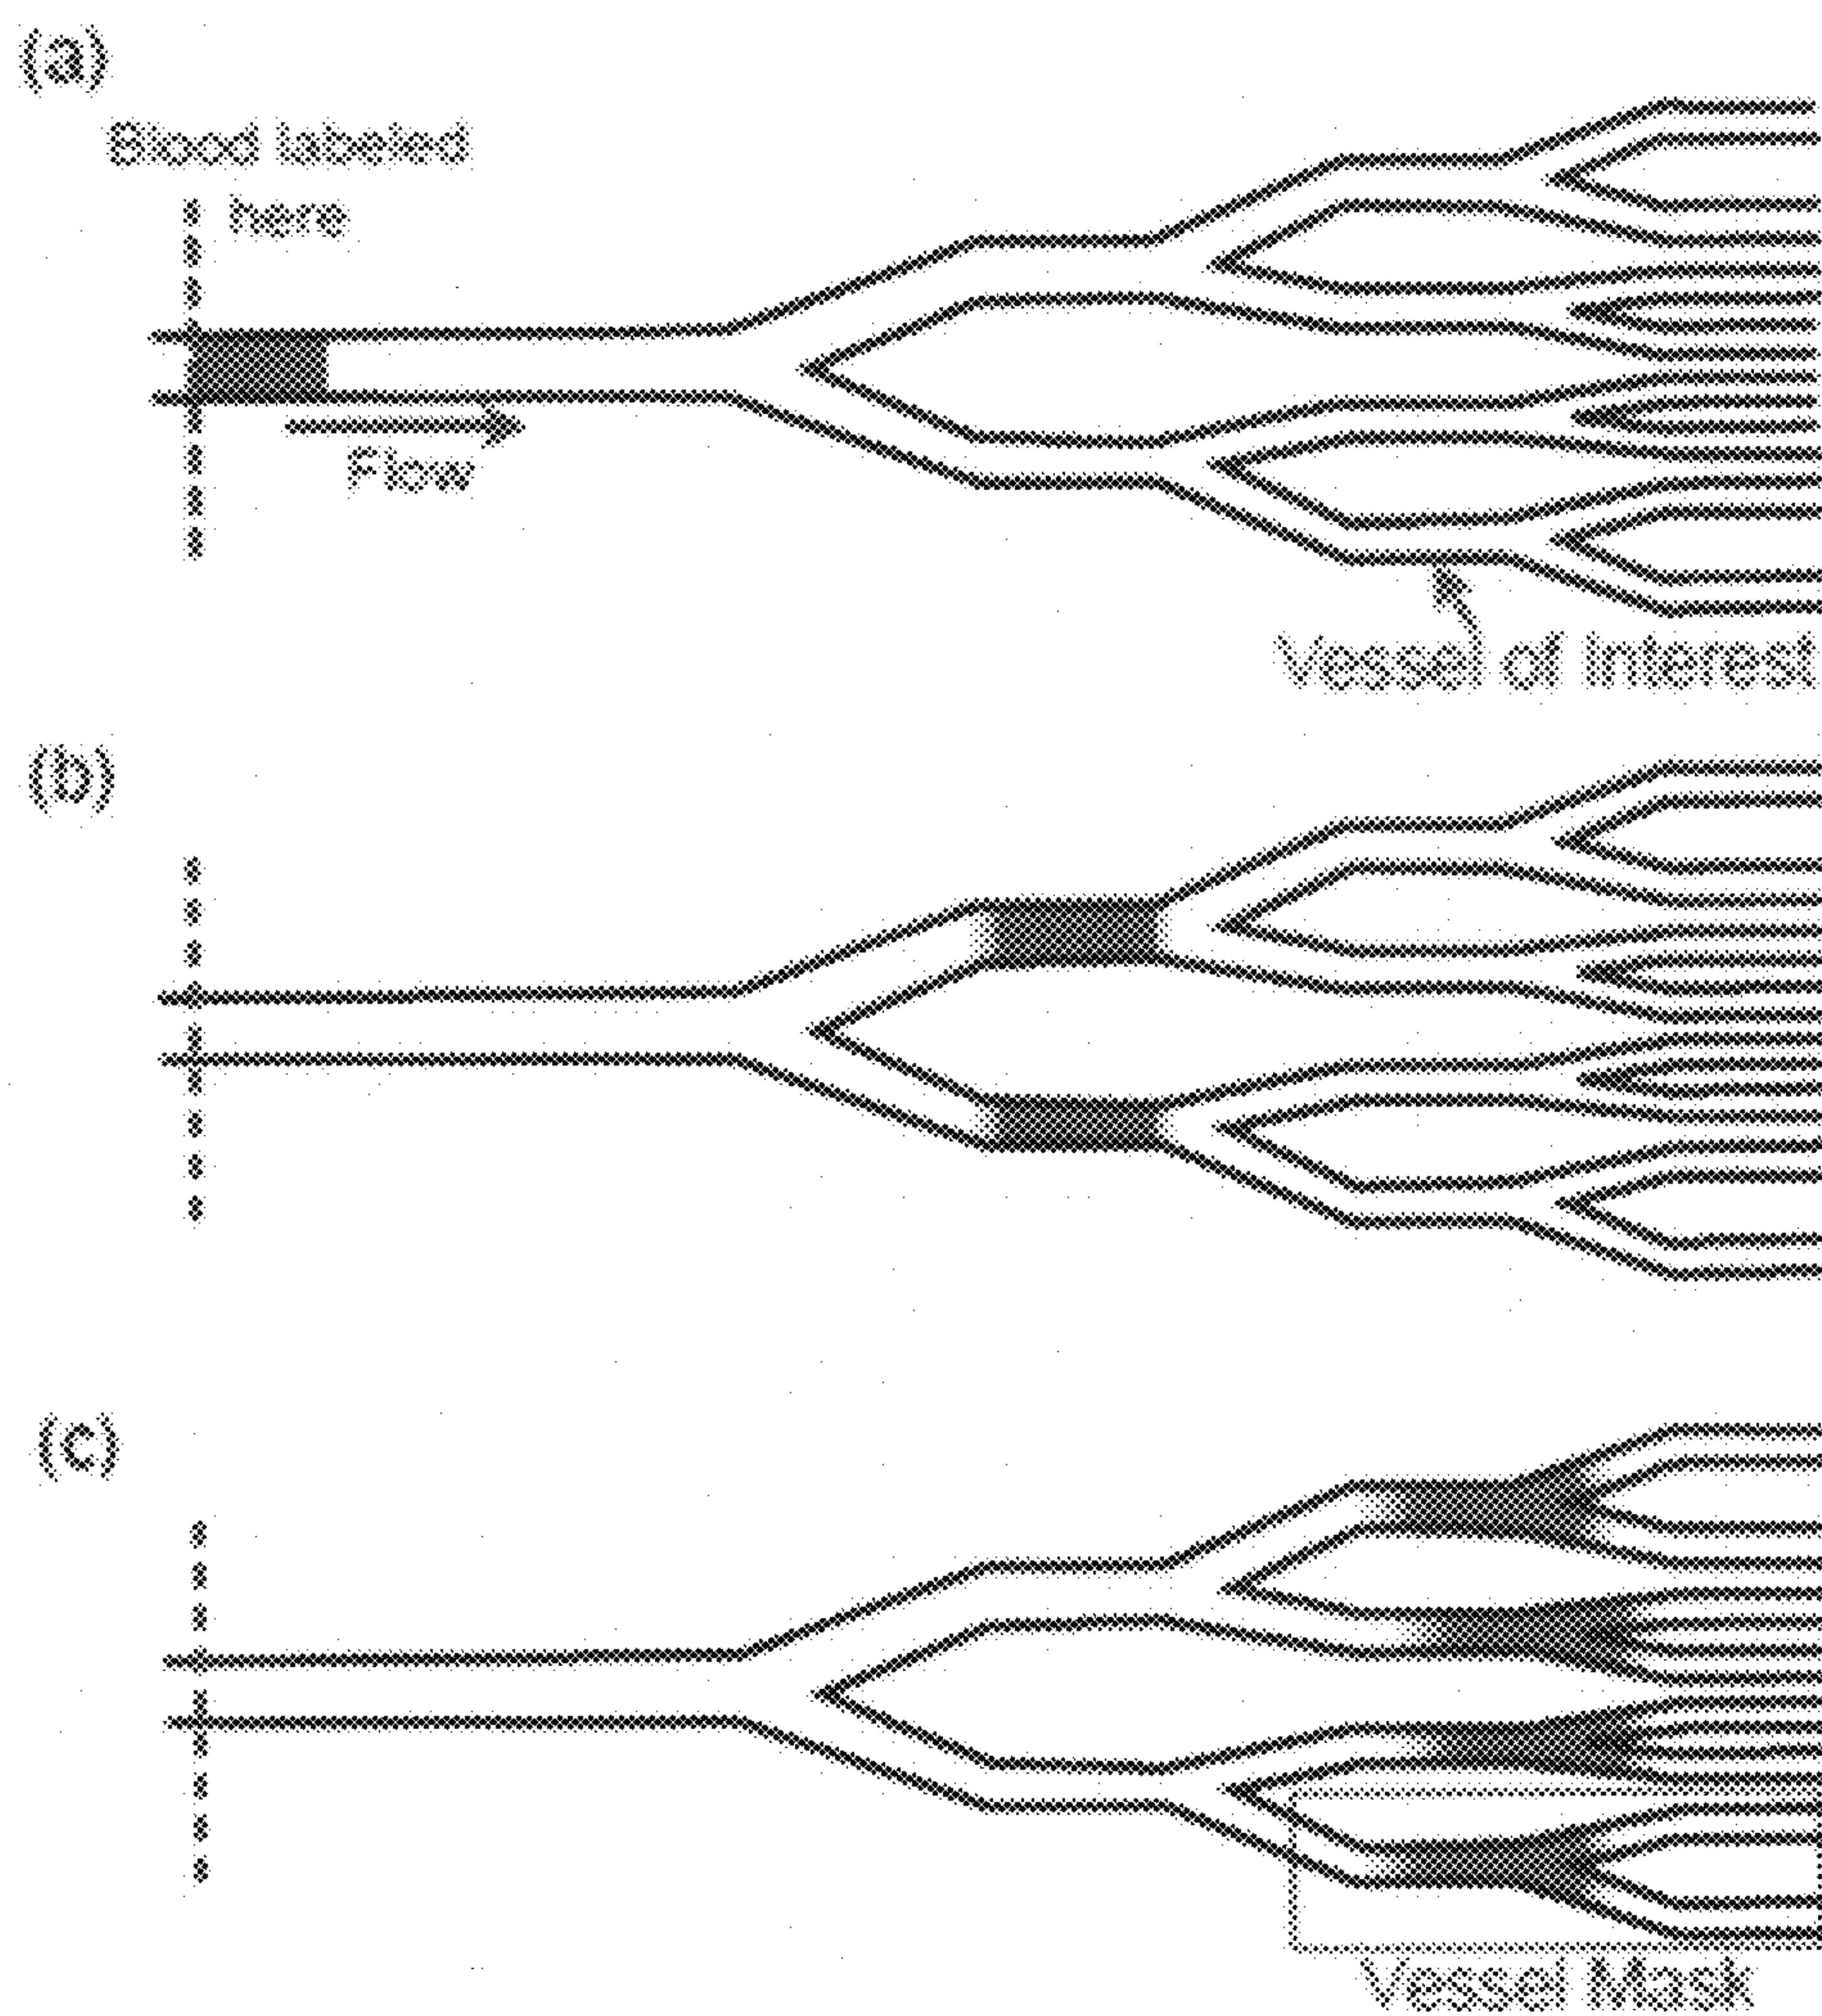 (a)
Blood labeled
here
Flow
Vessel of Interest
(b)
(c)
Vessel Mask